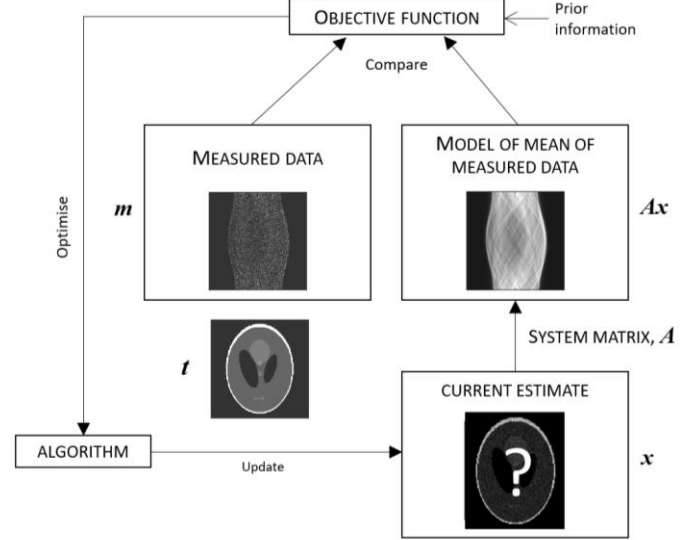 OBJECTIVE FUNCTION
Prior
information
Compare
MEASURED DATA
MODEL OF MEAN OF
MEASURED DATA
m
Ax
Optimise
SYSTEM MATRIX, A
t
CURRENT ESTIMATE
ALGORITHM
Update
?
x